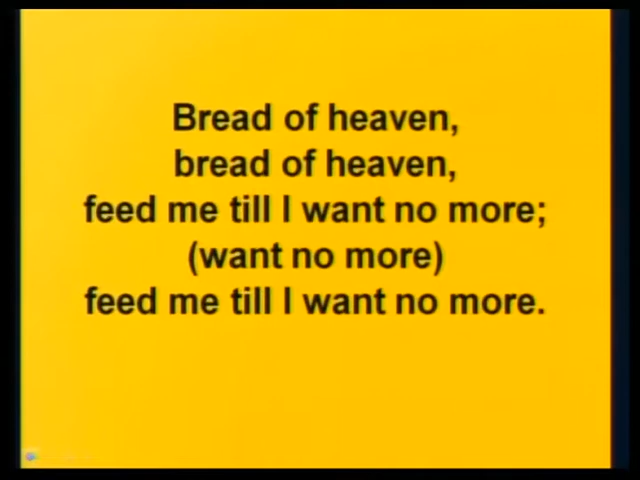 Bread of heaven,
bread of heaven,
feed me till I want no more;
(want no more)
feed me till I want no more.